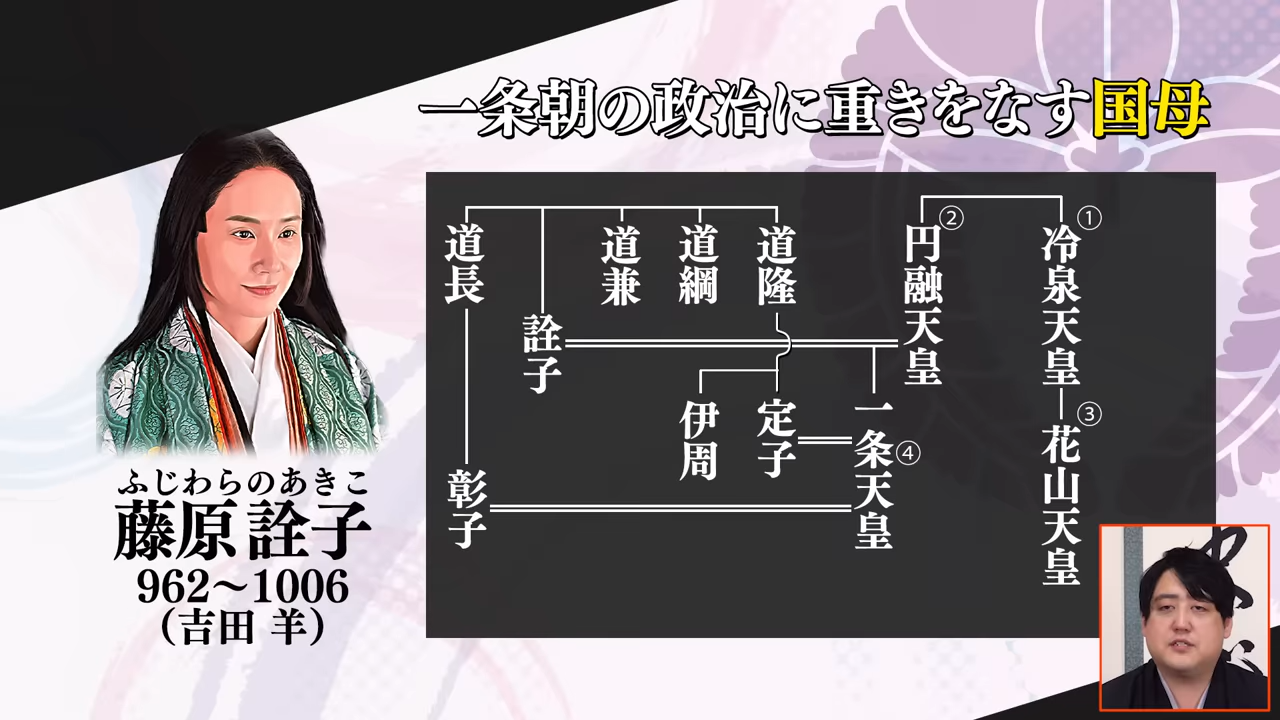 一条朝の政治に重きをなす国母
①
冷泉天皇
③
花山天皇
②
円融天皇
一条天皇
④
道隆
定子
伊周
道綱
道兼
詮子
道長
彰子
ふじわらのあきこ
藤原 詮子
962〜1006
（吉田 羊）